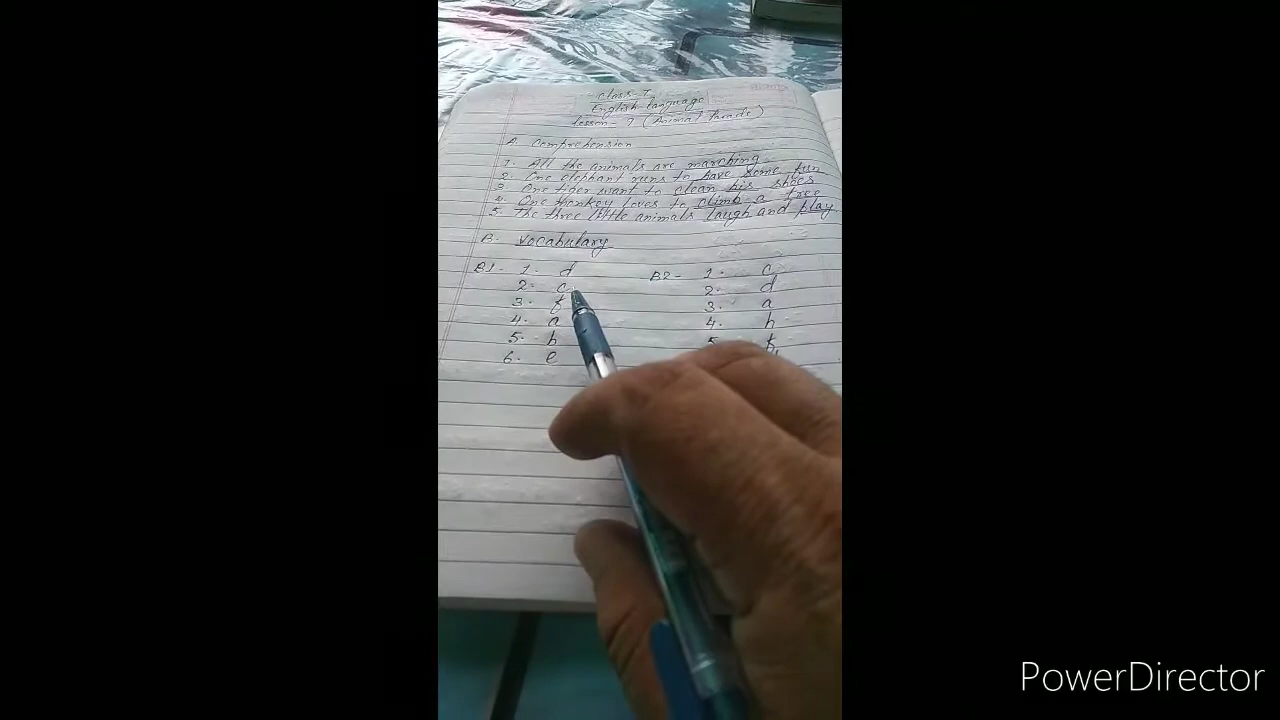 Class - I
English Language
Lesson - 7 (Animal Parade)
A. Comprehension
1. All the animals are marching
2. One elephant runs to have some fun
3. One tiger want to clean his shoes
4. One monkey loves to climb a tree
5. The three little animals laugh and play
B. Vocabulary
B1- 1. d
2. c
3. f
4. a
5. b
6. e
B2- 1. c
2. d
3. a
4. h
5.
PowerDirector